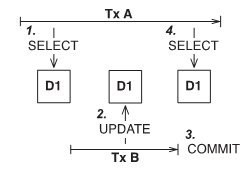 Tx A
1.
SELECT
4.
SELECT
D1
D1
D1
2.
UPDATE
3.
COMMIT
Tx B